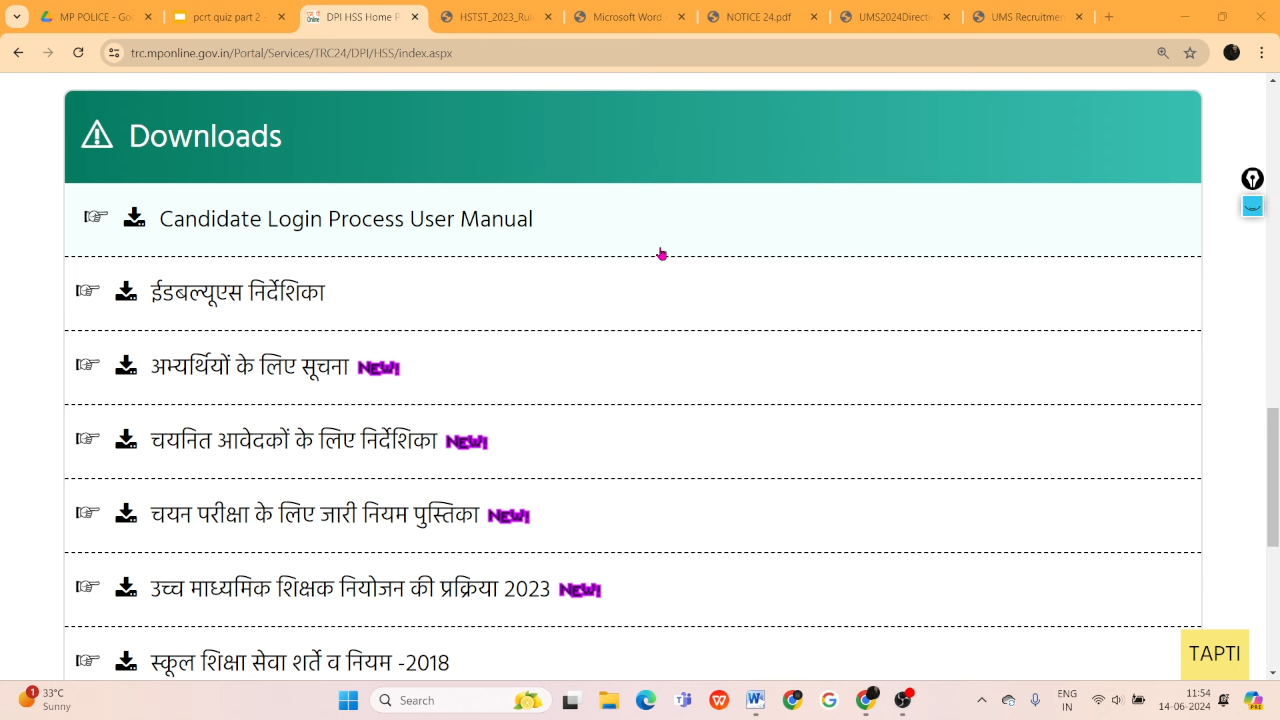 MP POLICE - Go
pcrt quiz part 2 -
DPI HSS Home P
HSTST_2023_Rul
Microsoft Word
NOTICE 24.pdf
UMS2024Directi
UMS Recruitmen
trc.mponline.gov.in/Portal/Services/TRC24/DPI/HSS/index.aspx
Downloads
Candidate Login Process User Manual
ईडबल्यूएस निर्देशिका
अभ्यर्थियों के लिए सूचना NEW!
चयनित आवेदकों के लिए निर्देशिका NEW!
चयन परीक्षा के लिए जारी नियम पुस्तिका NEW!
उच्च माध्यमिक शिक्षक नियोजन की प्रक्रिया 2023 NEW!
स्कूल शिक्षा सेवा शर्ते व नियम -2018
TAPTI
1
33°C
Sunny
Search
ENG
IN
11:54
14-06-2024